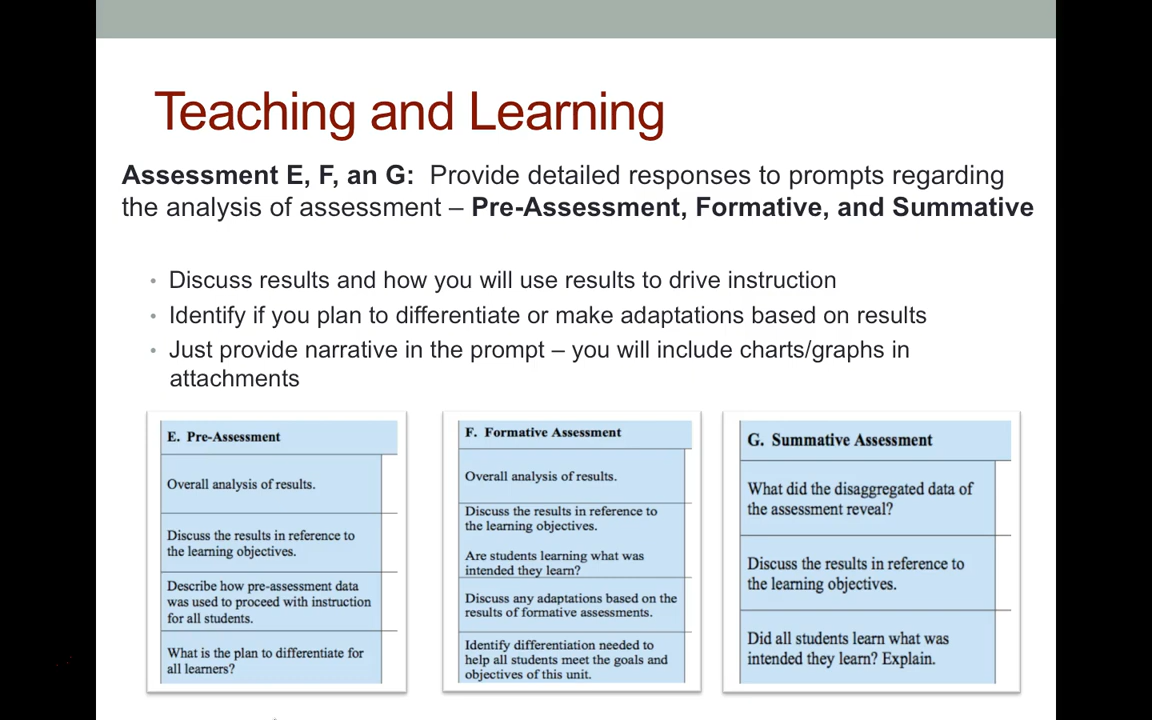 Teaching and Learning
Assessment E, F, an G:  Provide detailed responses to prompts regarding
the analysis of assessment – Pre-Assessment, Formative, and Summative
• Discuss results and how you will use results to drive instruction
• Identify if you plan to differentiate or make adaptations based on results
• Just provide narrative in the prompt – you will include charts/graphs in
attachments
E. Pre-Assessment
Overall analysis of results.
Discuss the results in reference to
the learning objectives.
Describe how pre-assessment data
was used to proceed with instruction
for all students.
What is the plan to differentiate for
all learners?
F. Formative Assessment
Overall analysis of results.
Discuss the results in reference to
the learning objectives.
Are students learning what was
intended they learn?
Discuss any adaptations based on the
results of formative assessments.
Identify differentiation needed to
help all students meet the goals and
objectives of this unit.
G. Summative Assessment
What did the disaggregated data of
the assessment reveal?
Discuss the results in reference to
the learning objectives.
Did all students learn what was
intended they learn? Explain.